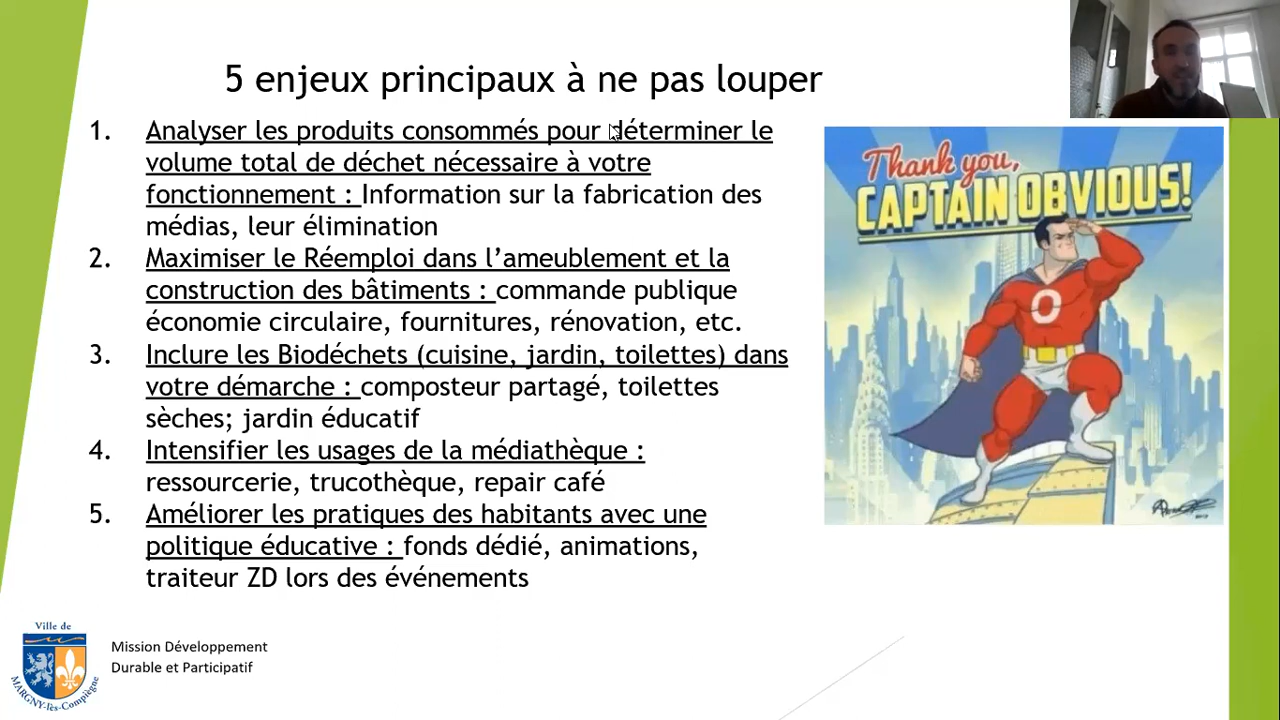 5 enjeux principaux à ne pas louper
1. Analyser les produits consommés pour déterminer le
volume total de déchet nécessaire à votre
fonctionnement : Information sur la fabrication des
médias, leur élimination
2. Maximiser le Réemploi dans l’ameublement et la
construction des bâtiments : commande publique
économie circulaire, fournitures, rénovation, etc.
3. Inclure les Biodéchets (cuisine, jardin, toilettes) dans
votre démarche : composteur partagé, toilettes
sèches; jardin éducatif
4. Intensifier les usages de la médiathèque :
ressourcerie, trucothèque, repair café
5. Améliorer les pratiques des habitants avec une
politique éducative : fonds dédié, animations,
traiteur ZD lors des événements
Thank you,
CAPTAIN OBVIOUS!
O
Ville de
MARGNY-lès-Compiègne
Mission Développement
Durable et Participatif